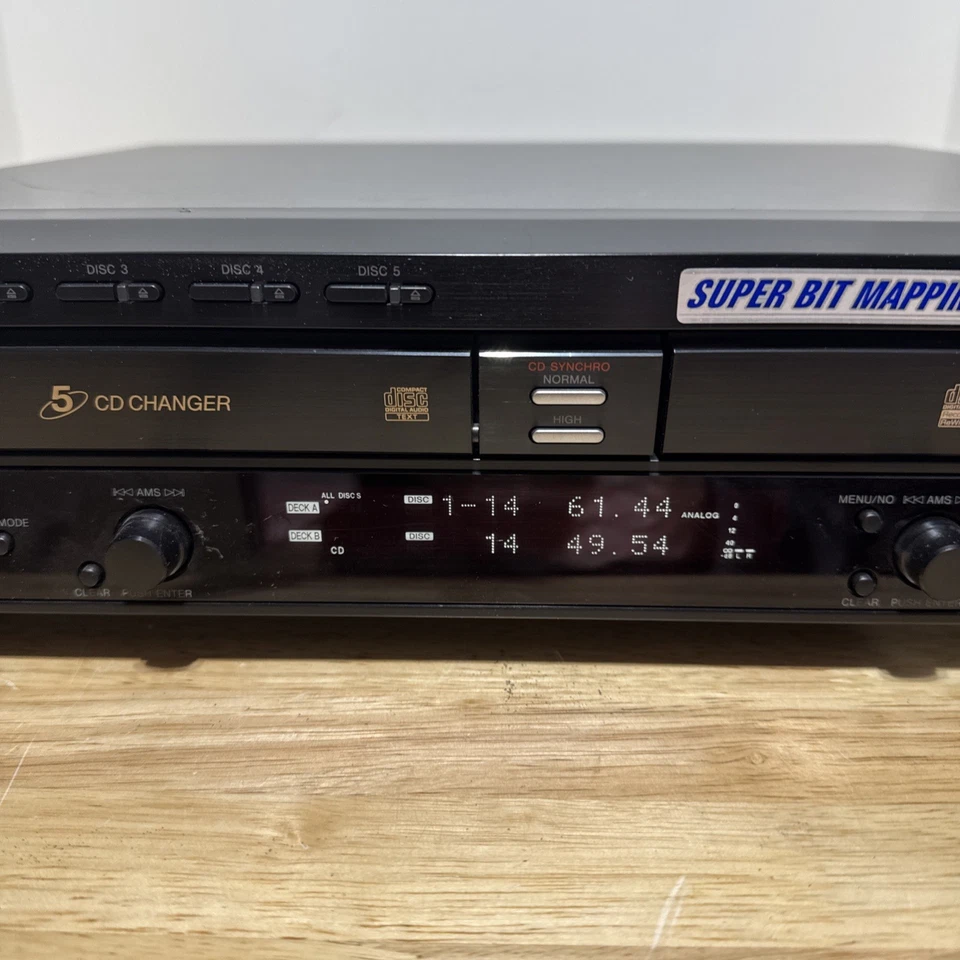 DISC 3 DISC 4 DISC 5
SUPER BIT MAPPIN
5 CD CHANGER
COMPACT
disc
DIGITAL AUDIO
TEXT
CD SYNCHRO
NORMAL
HIGH
MODE
AMS
CLEAR PUSH ENTER
DECK A ALL DISCS DISC 1-14 61.44 ANALOG
DECK B CD DISC 14 49.54
L R
MENU/NO AMS
CLEAR PUSH ENTER